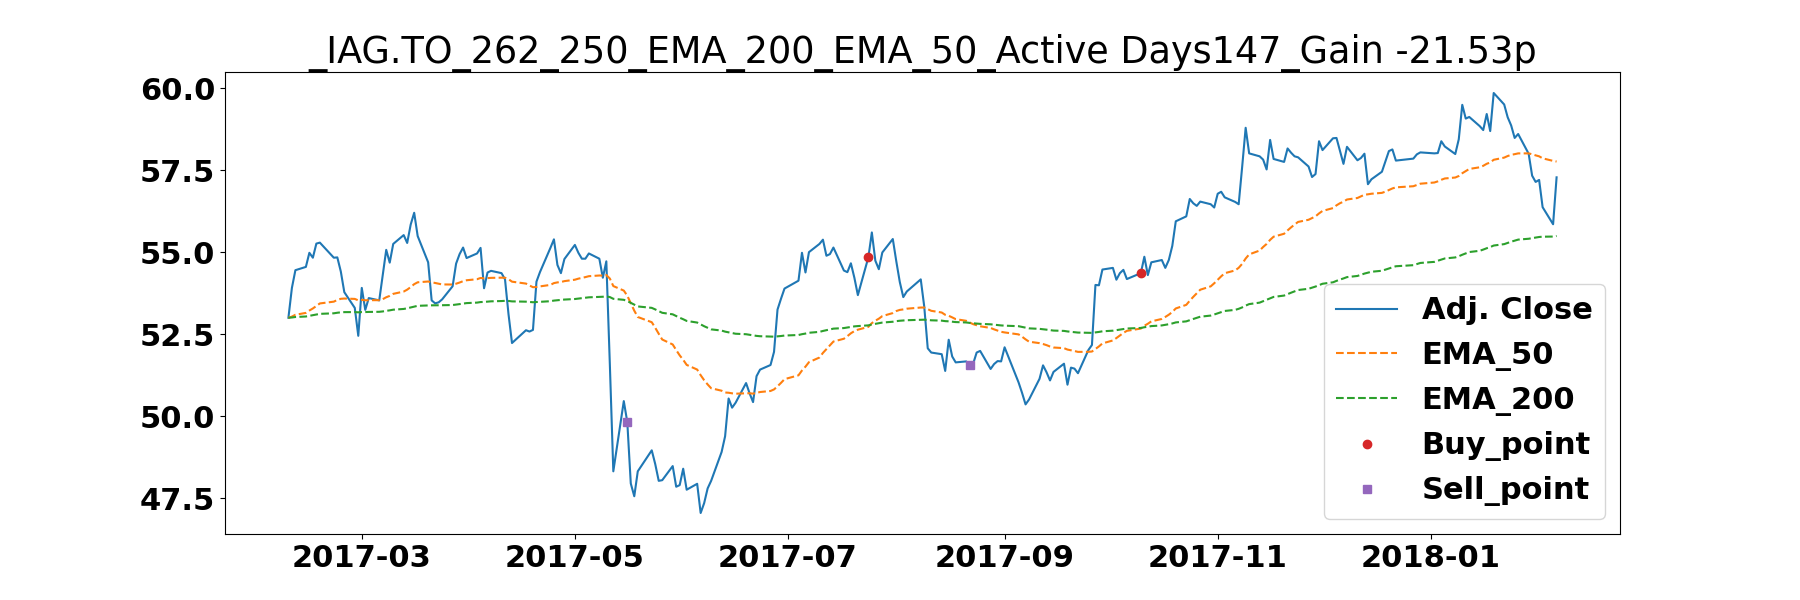 _IAG.TO_262_250_EMA_200_EMA_50_Active Days147_Gain -21.53p
60.0
57.5
55.0
52.5
50.0
47.5
2017-03 2017-05 2017-07 2017-09 2017-11 2018-01
Adj. Close
EMA_50
EMA_200
Buy_point
Sell_point